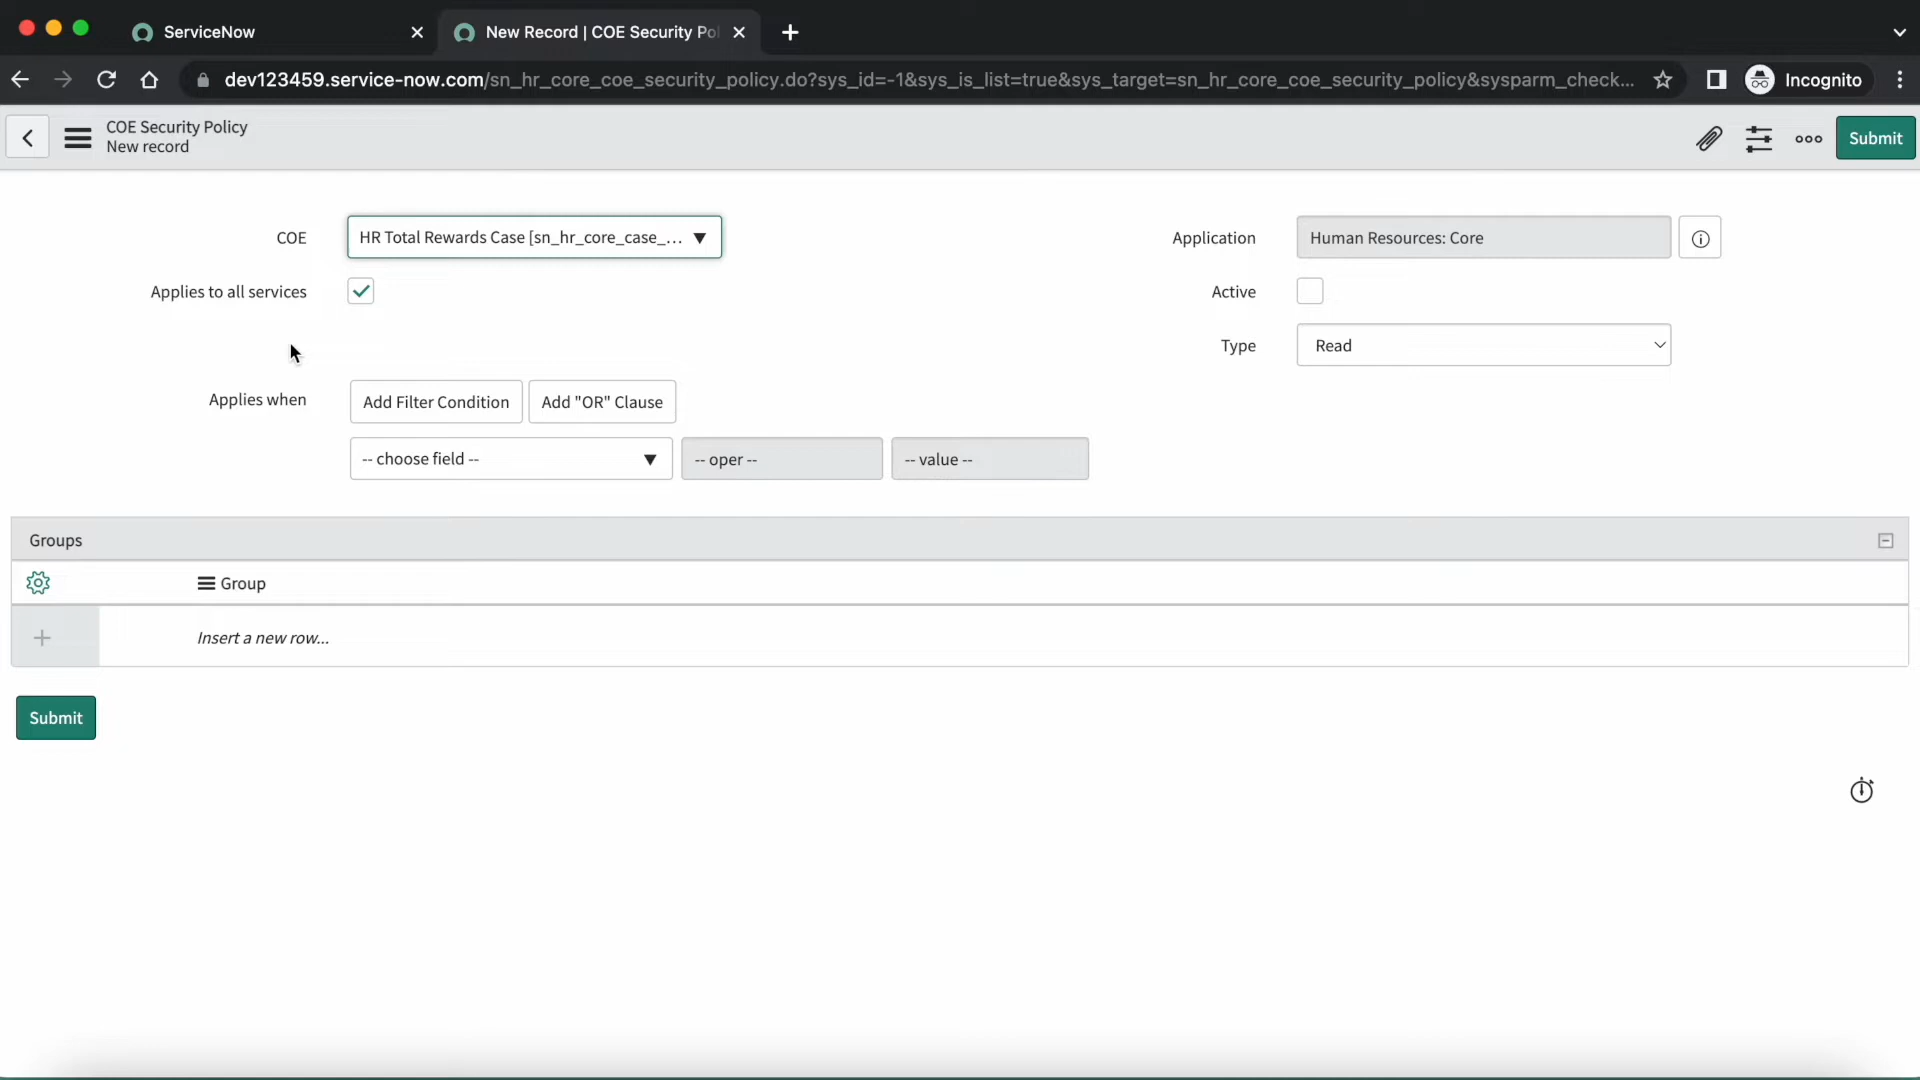 ServiceNow
New Record | COE Security Pol
dev123459.service-now.com/sn_hr_core_coe_security_policy.do?sys_id=-1&sys_is_list=true&sys_target=sn_hr_core_coe_security_policy&sysparm_check...
Incognito
COE Security Policy
New record
Submit
COE
HR Total Rewards Case [sn_hr_core_case_...
Application
Human Resources: Core
Applies to all services
Active
Type
Read
Applies when
Add Filter Condition
Add "OR" Clause
-- choose field --
-- oper --
-- value --
Groups
Group
Insert a new row...
Submit